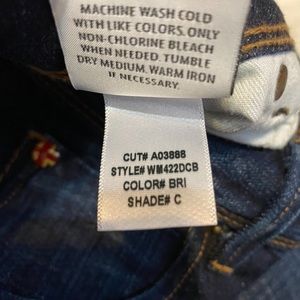 MACHINE WASH COLD
WITH LIKE COLORS. ONLY
NON-CHLORINE BLEACH
WHEN NEEDED. TUMBLE
DRY MEDIUM. WARM IRON
IF NECESSARY.
CUT# A03888
STYLE# WM422DCB
COLOR# BRI
SHADE# C